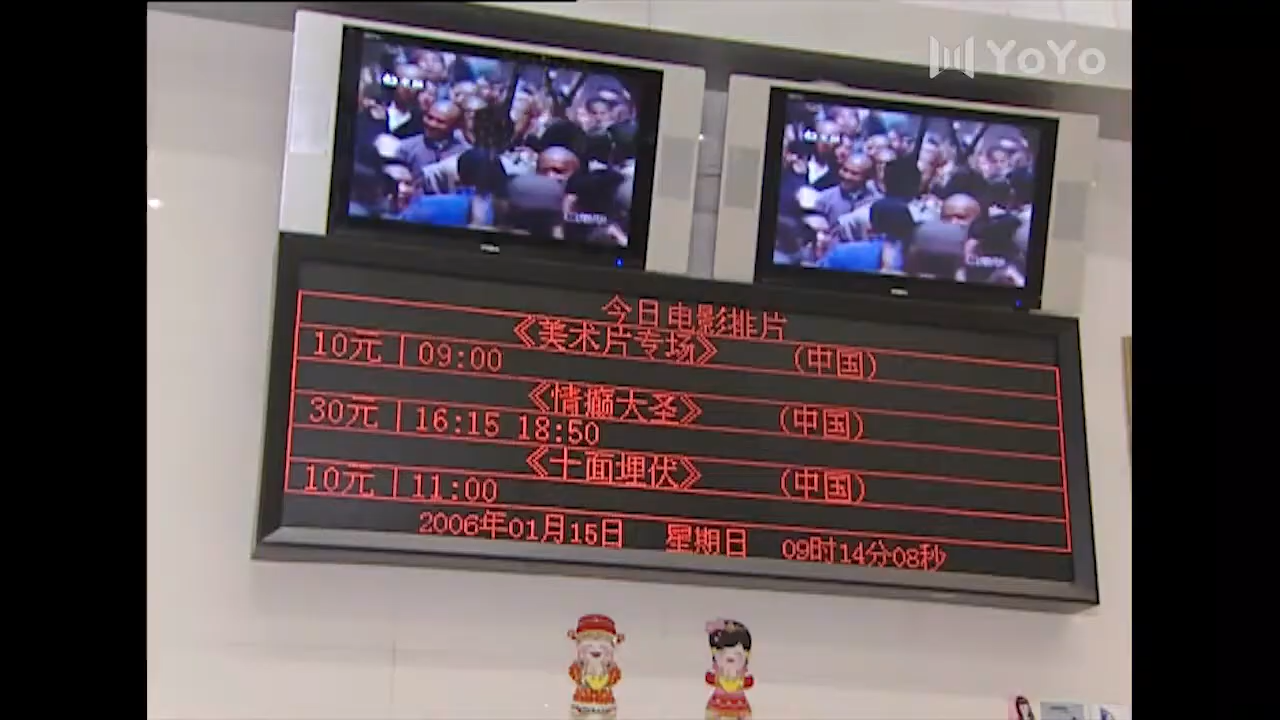 YoYo
今日电影排片
《美术片专场》
10元 | 09:00 (中国)
《情癫大圣》
30元 | 16:15 18:50 (中国)
《十面埋伏》
10元 | 11:00 (中国)
2006年01月15日 星期日 09时14分08秒